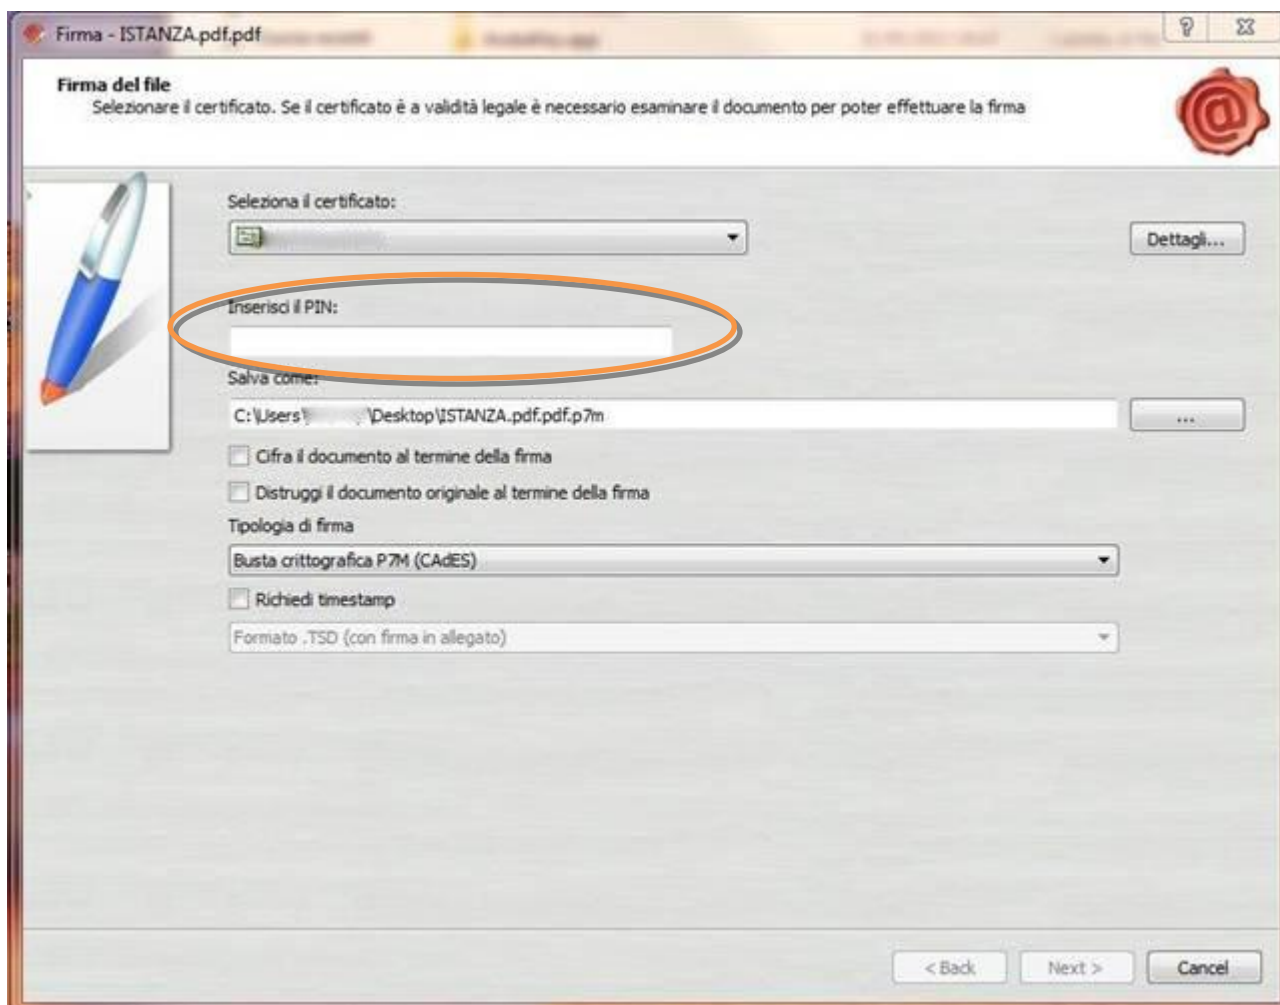 Firma - ISTANZA.pdf.pdf
Firma del file
Selezionare il certificato. Se il certificato è a validità legale è necessario esaminare il documento per poter effettuare la firma
Seleziona il certificato:
Dettagli...
Inserisci il PIN:
Salva come:
C:\Users\ \Desktop\ISTANZA.pdf.pdf.p7m
...
Cifra il documento al termine della firma
Distruggi il documento originale al termine della firma
Tipologia di firma
Busta crittografica P7M (CAdES)
Richiedi timestamp
Formato .TSD (con firma in allegato)
< Back Next > Cancel